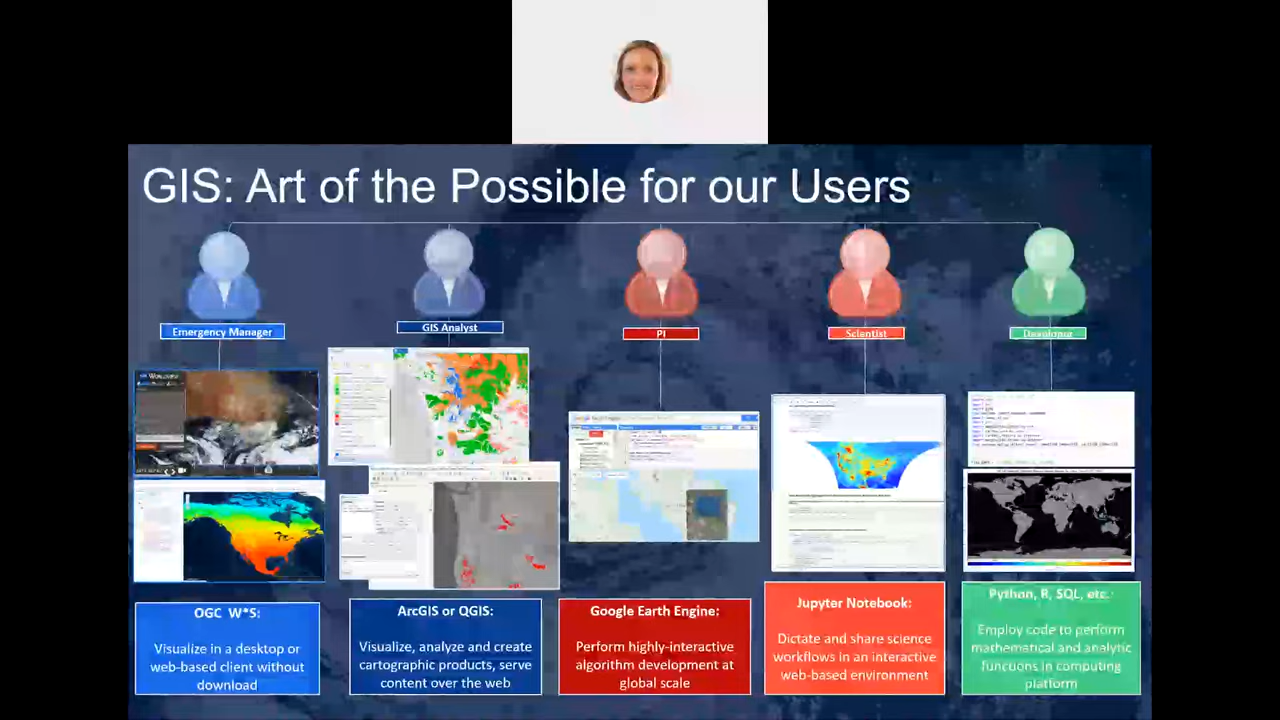 GIS: Art of the Possible for our Users
Emergency Manager
GIS Analyst
PI
Scientist
Developer
OGC W*S:
Visualize in a desktop or
web-based client without
download
ArcGIS or QGIS:
Visualize, analyze and create
cartographic products, serve
content over the web
Google Earth Engine:
Perform highly-interactive
algorithm development at
global scale
Jupyter Notebook:
Dictate and share science
workflows in an interactive
web-based environment
Python, R, SQL, etc.:
Employ code to perform
mathematical and analytic
functions in computing
platform